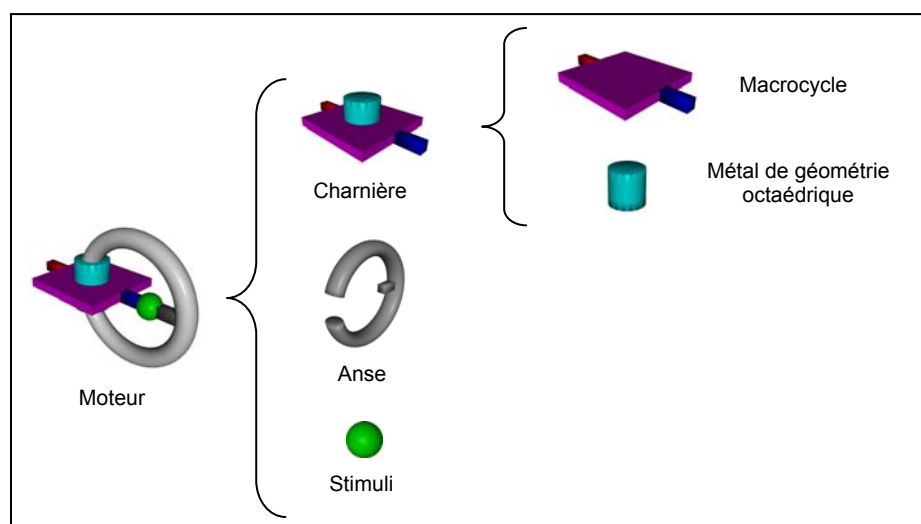 Macrocycle
Métal de géométrie
octaédrique
Charnière
Moteur
Anse
Stimuli